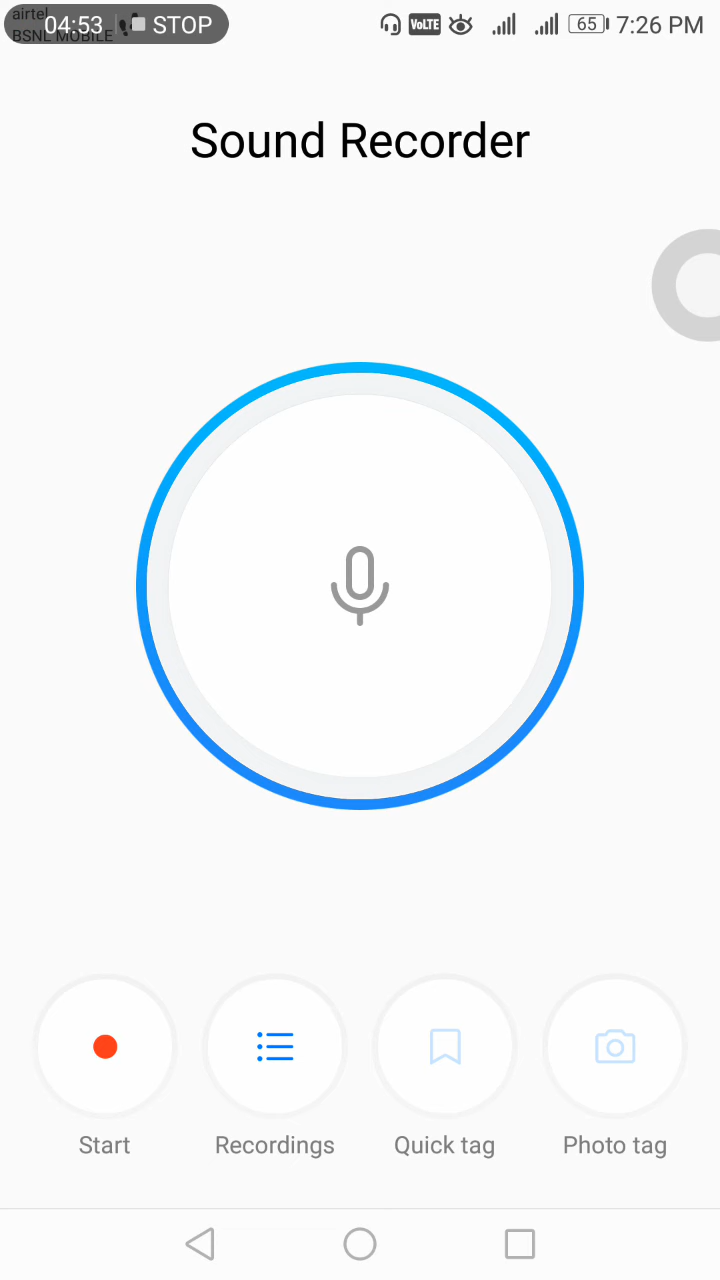 airtel
04:53 STOP
BSNL MOBILE
VoLTE 65 7:26 PM
Sound Recorder
Start Recordings Quick tag Photo tag